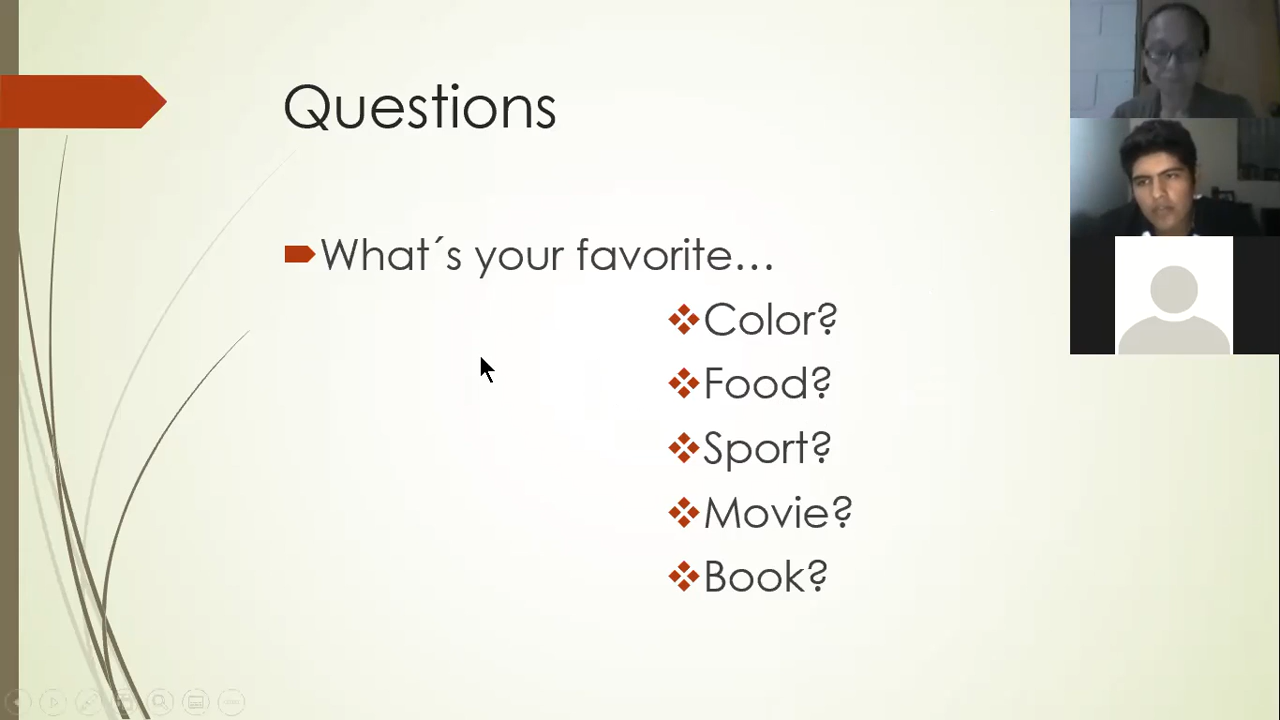 Questions
What´s your favorite…
Color?
Food?
Sport?
Movie?
Book?